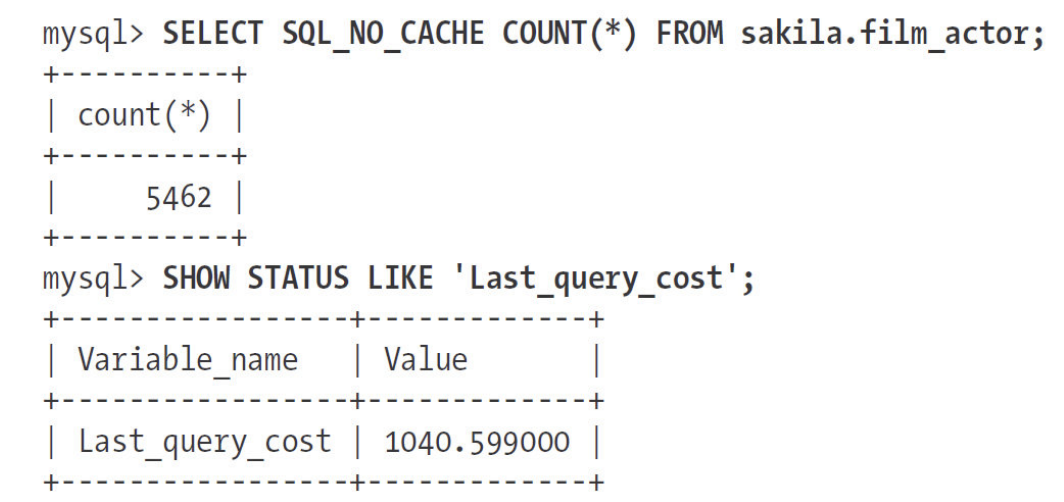 mysql> SELECT SQL_NO_CACHE COUNT(*) FROM sakila.film_actor;
+----------+
| count(*) |
+----------+
|     5462 |
+----------+
mysql> SHOW STATUS LIKE 'Last_query_cost';
+-----------------+-------------+
| Variable_name   | Value       |
+-----------------+-------------+
| Last_query_cost | 1040.599000 |
+-----------------+-------------+